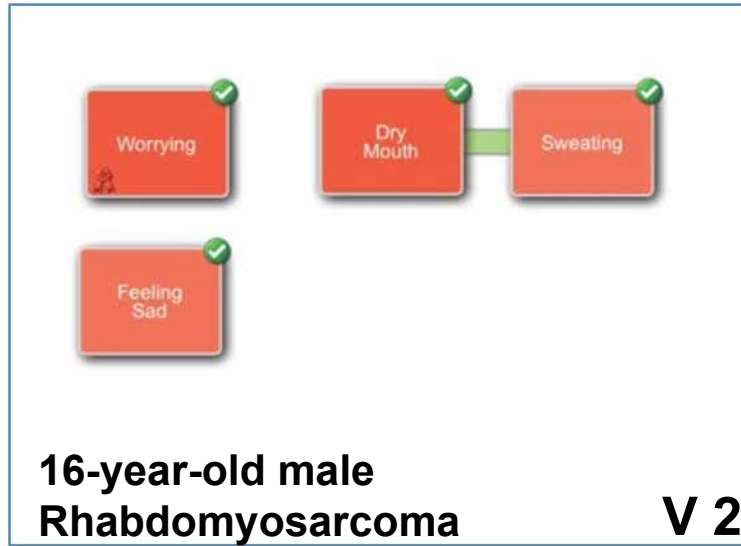 Worrying
Dry
Mouth
Sweating
Feeling
Sad
16-year-old male
Rhabdomyosarcoma
V 2